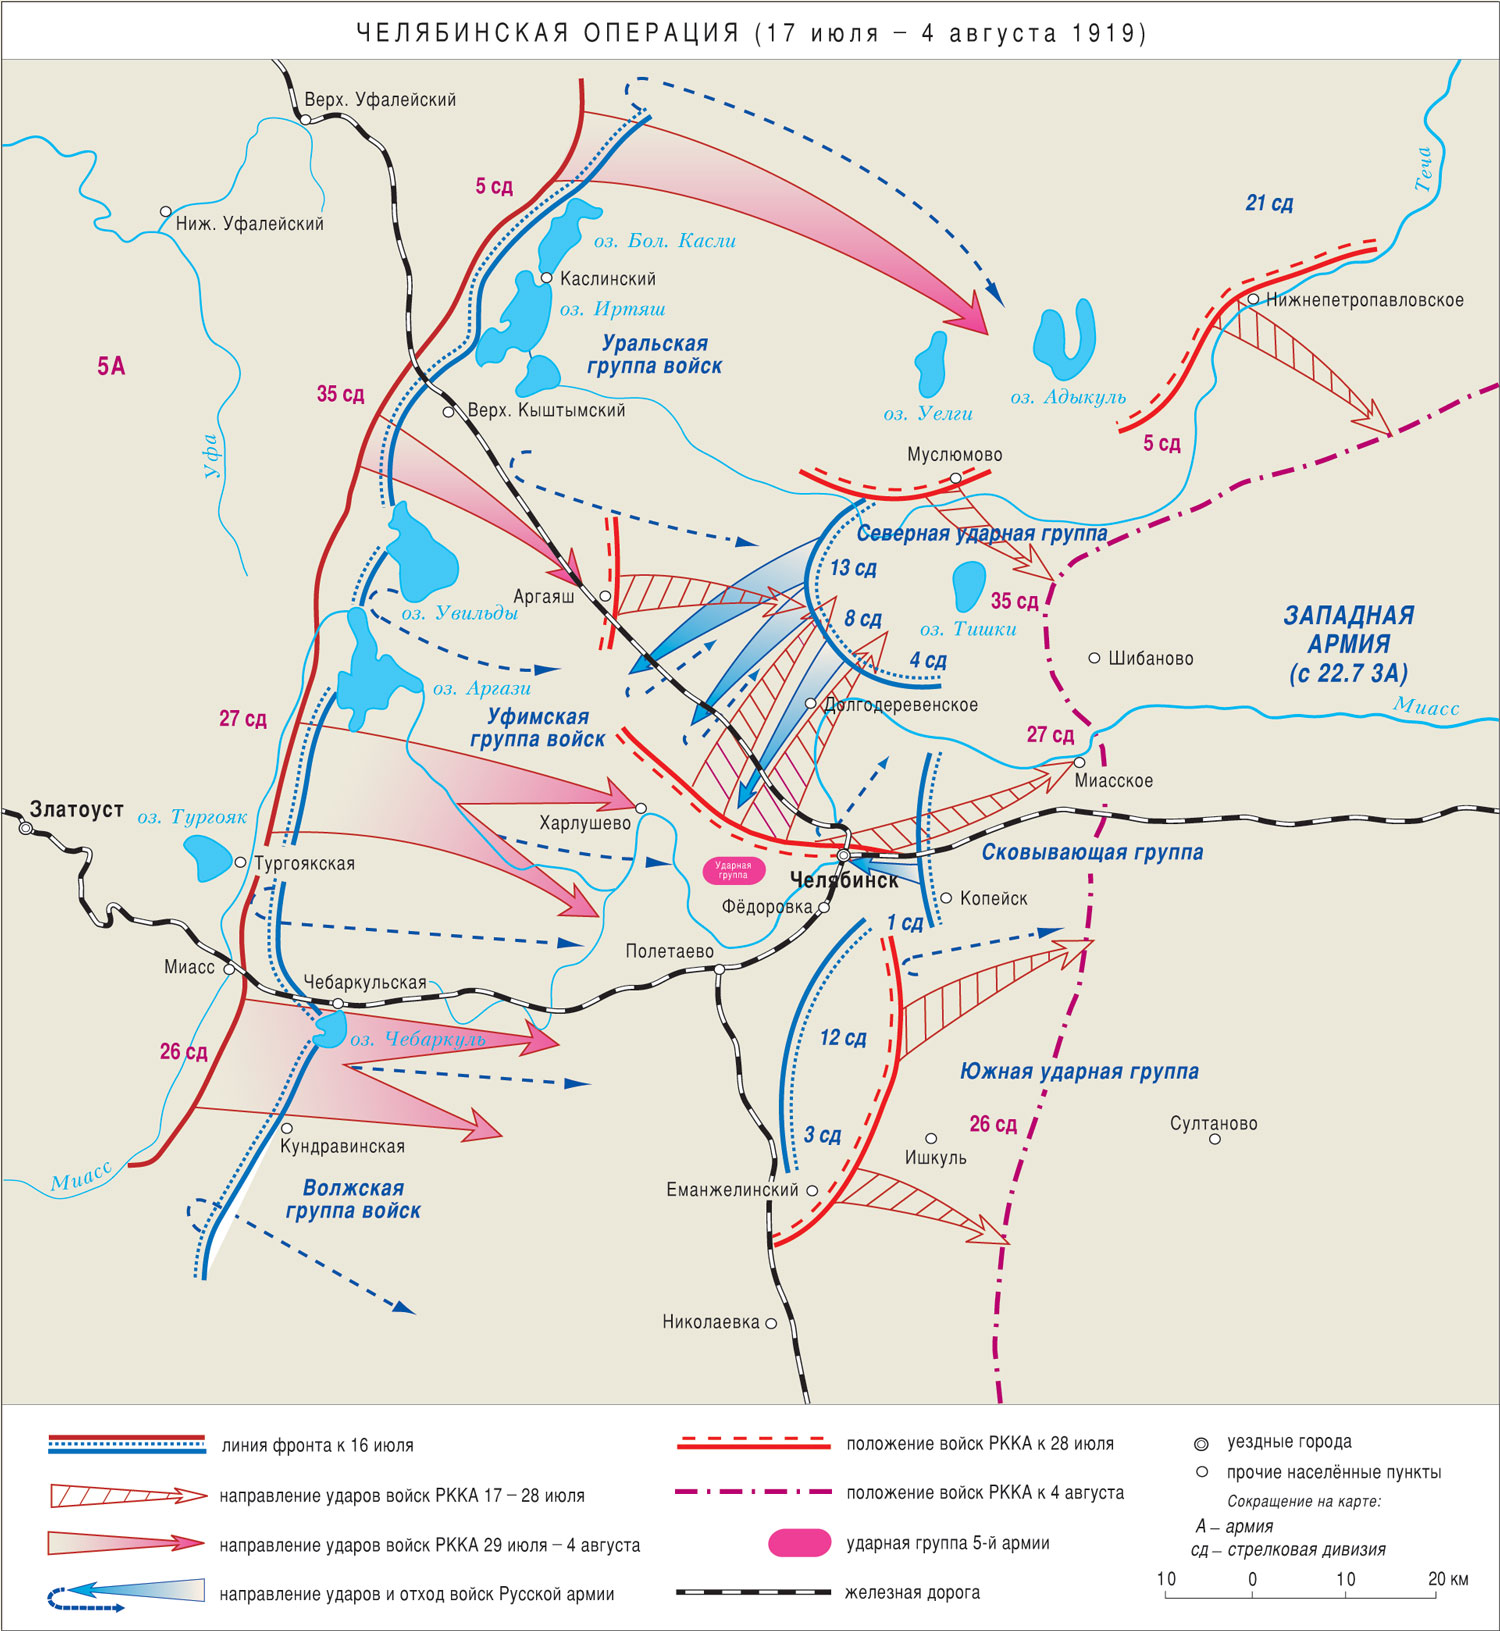 ЧЕЛЯБИНСКАЯ ОПЕРАЦИЯ (17 июля – 4 августа 1919)
Верх. Уфалейский
Ниж. Уфалейский
5 сд
оз. Бол. Касли
Каслинский
оз. Иртяш
Уральская
группа войск
21 сд
Теча
Нижнепетропавловское
5А
35 сд
Верх. Кыштымский
оз. Уелги
оз. Адыкуль
5 сд
Уфа
Муслюмово
Северная ударная группа
13 сд
Аргаяш
оз. Увильды
8 сд
35 сд
оз. Тишки
ЗАПАДНАЯ
АРМИЯ
(с 22.7 3А)
4 сд
Шибаново
оз. Аргази
Долгодеревенское
Миасс
27 сд
Уфимская
группа войск
27 сд
Миасское
Златоуст
оз. Тургояк
Харлушево
Тургоякская
Ударная
группа
Сковывающая группа
Челябинск
Копейск
Фёдоровка
1 сд
Полетаево
Миасс
Чебаркульская
оз. Чебаркуль
26 сд
12 сд
Южная ударная группа
26 сд
Султаново
3 сд
Кундравинская
Ишкуль
Миасс
Волжская
группа войск
Еманжелинский
Николаевка
линия фронта к 16 июля
направление ударов войск РККА 17 – 28 июля
направление ударов войск РККА 29 июля – 4 августа
направление ударов и отход войск Русской армии
положение войск РККА к 28 июля
положение войск РККА к 4 августа
ударная группа 5-й армии
железная дорога
уездные города
прочие населённые пункты
Сокращение на карте:
А – армия
сд – стрелковая дивизия
10 0 10 20 км